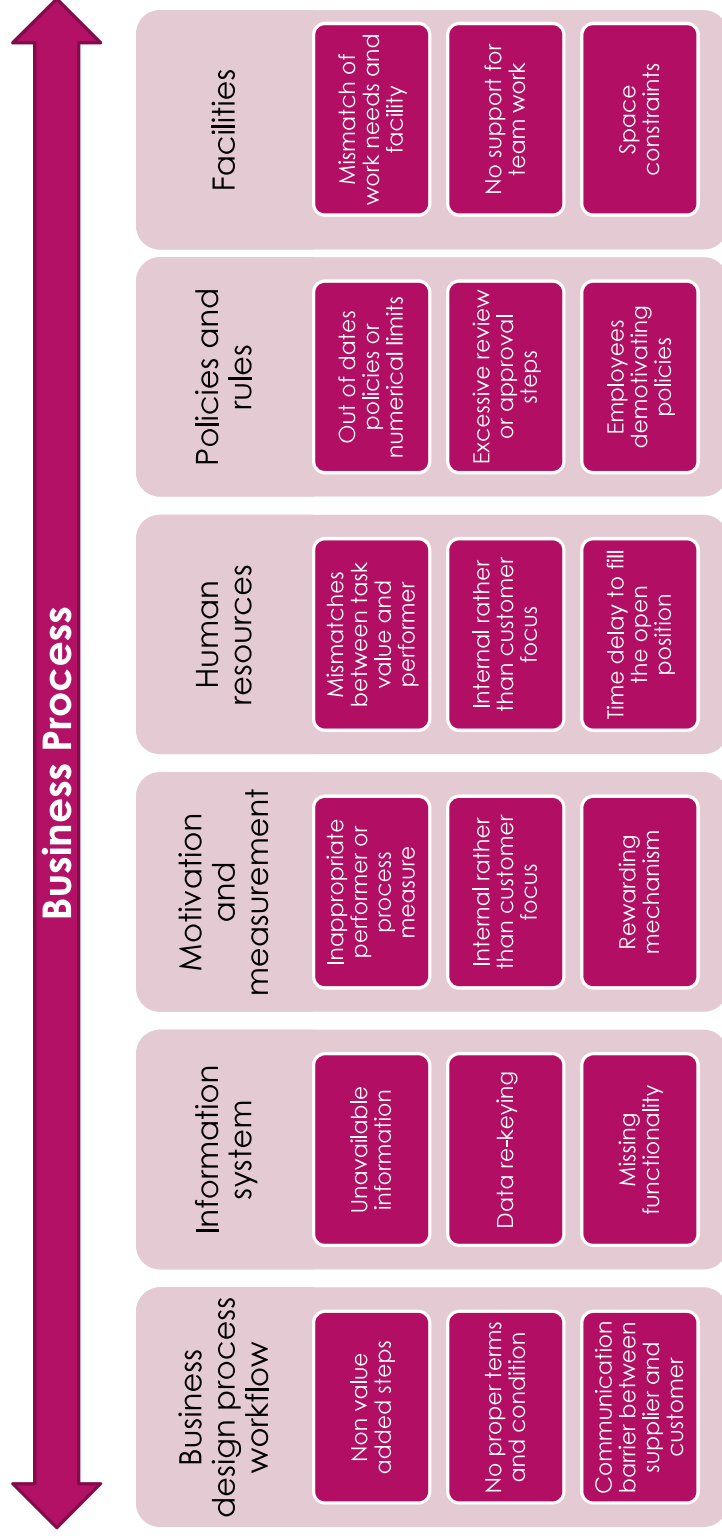 Business Process
Business
design process
workflow
Non value
added steps
No proper terms
and condition
Communication
barrier between
supplier and
customer
Information
system
Unavailable
information
Data re-keying
Missing
functionality
Motivation
and
measurement
Inappropriate
performer or
process
measure
Internal rather
than customer
focus
Rewarding
mechanism
Human
resources
Mismatches
between task
value and
performer
Internal rather
than customer
focus
Time delay to fill
the open
position
Policies and
rules
Out of dates
policies or
numerical limits
Excessive review
or approval
steps
Employees
demotivating
policies
Facilities
Mismatch of
work needs and
facility
No support for
team work
Space
constraints